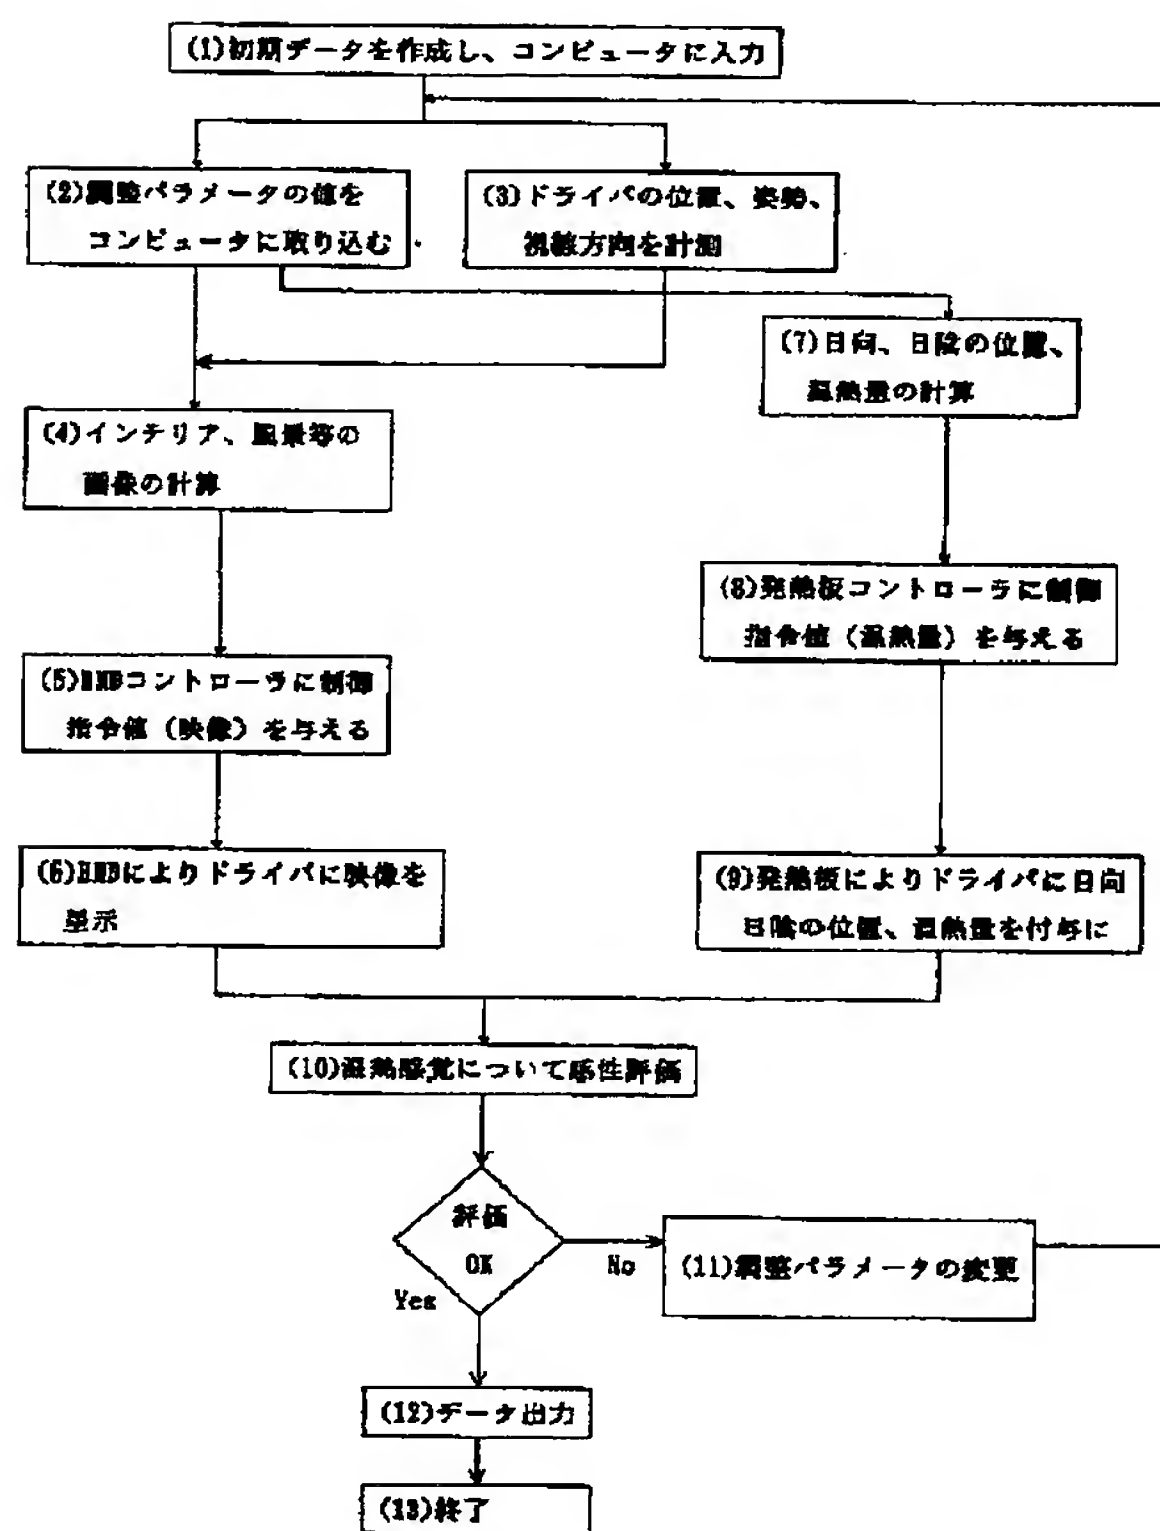 (1)初期データを作成し、コンピュータに入力
(2)調整パラメータの値を
コンピュータに取り込む
(3)ドライバの位置、姿勢、
視線方向を計測
(7)日向、日陰の位置、
温熱量の計算
(4)インテリア、風景等の
画像の計算
(8)発熱板コントローラに制御
指令値（温熱量）を与える
(5)HMDコントローラに制御
指令値（映像）を与える
(6)HMDによりドライバに映像を
呈示
(9)発熱板によりドライバに日向
日陰の位置、温熱量を付与に
(10)温熱感覚について感性評価
評価
OK
No
(11)調整パラメータの変更
Yes
(12)データ出力
(13)終了